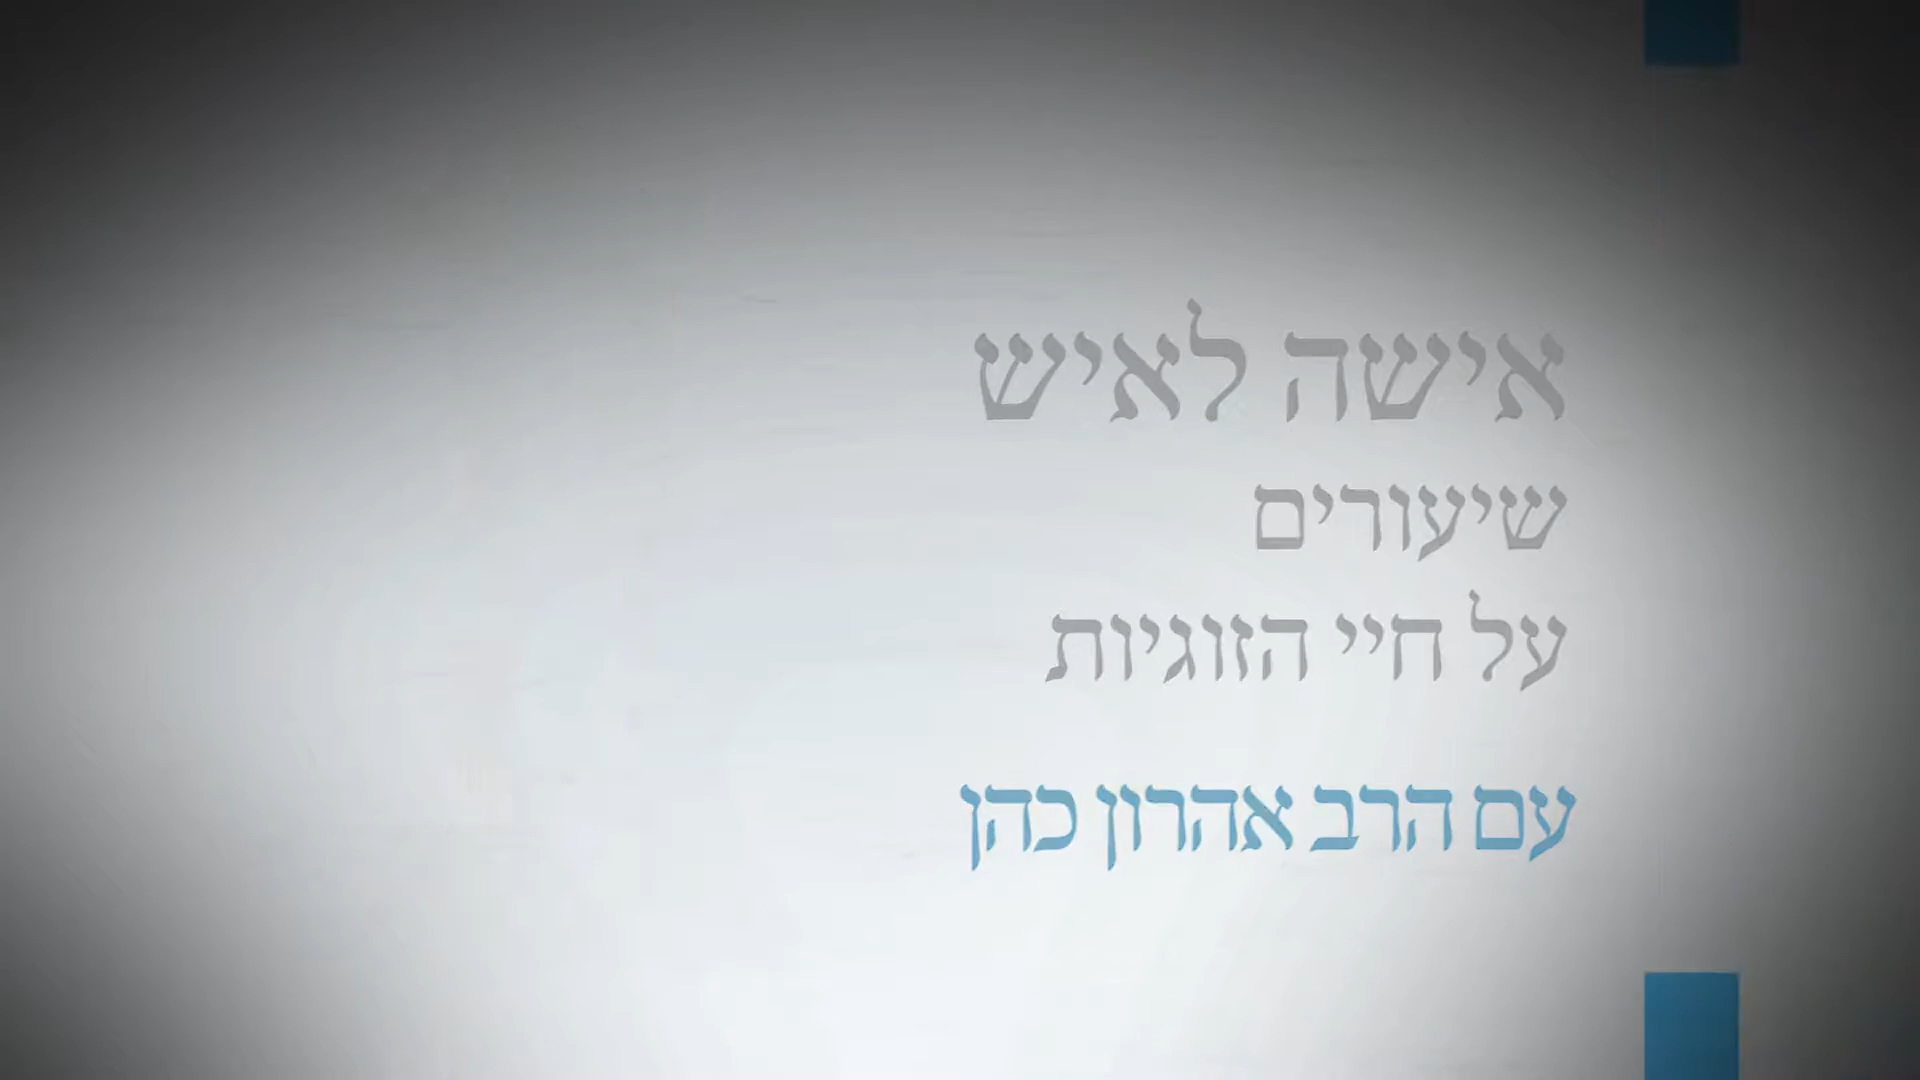 אישה לאיש
שיעורים
על חיי הזוגיות
עם הרב אהרון כהן